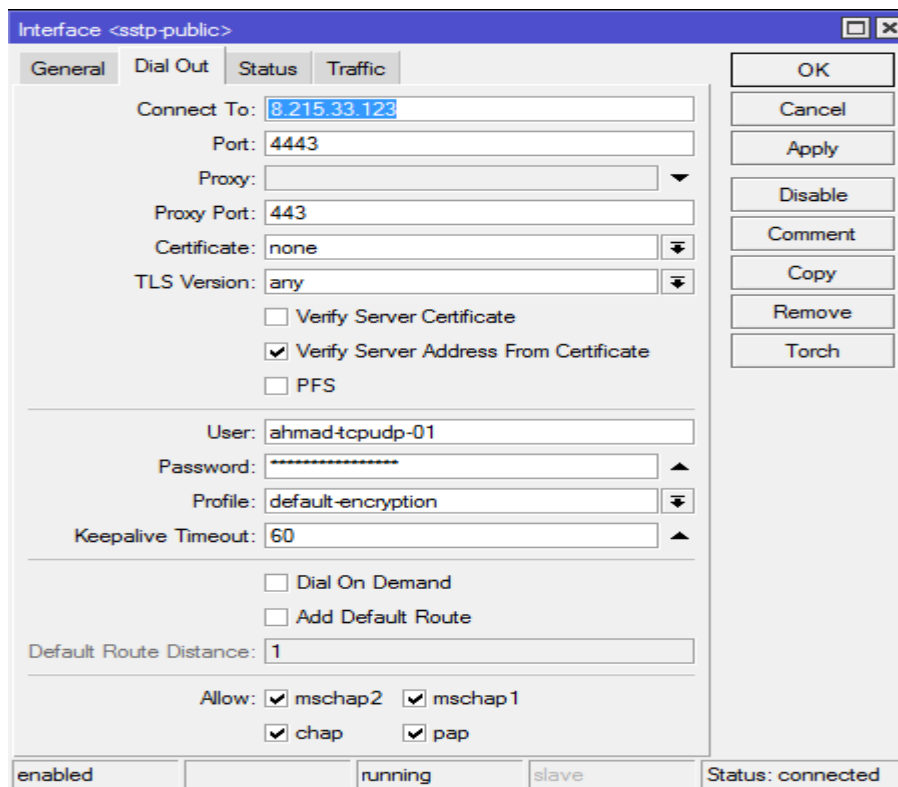 Interface <sstp-public>
General Dial Out Status Traffic
OK
Connect To: 8.215.33.123
Cancel
Port: 4443
Apply
Proxy:
Proxy Port: 443
Disable
Certificate: none
Comment
TLS Version: any
Copy
Verify Server Certificate
Remove
Verify Server Address From Certificate
Torch
PFS
User: ahmad-tcpudp-01
Password: *****************
Profile: default-encryption
Keepalive Timeout: 60
Dial On Demand
Add Default Route
Default Route Distance: 1
Allow: mschap2 mschap1
chap pap
enabled running slave Status: connected